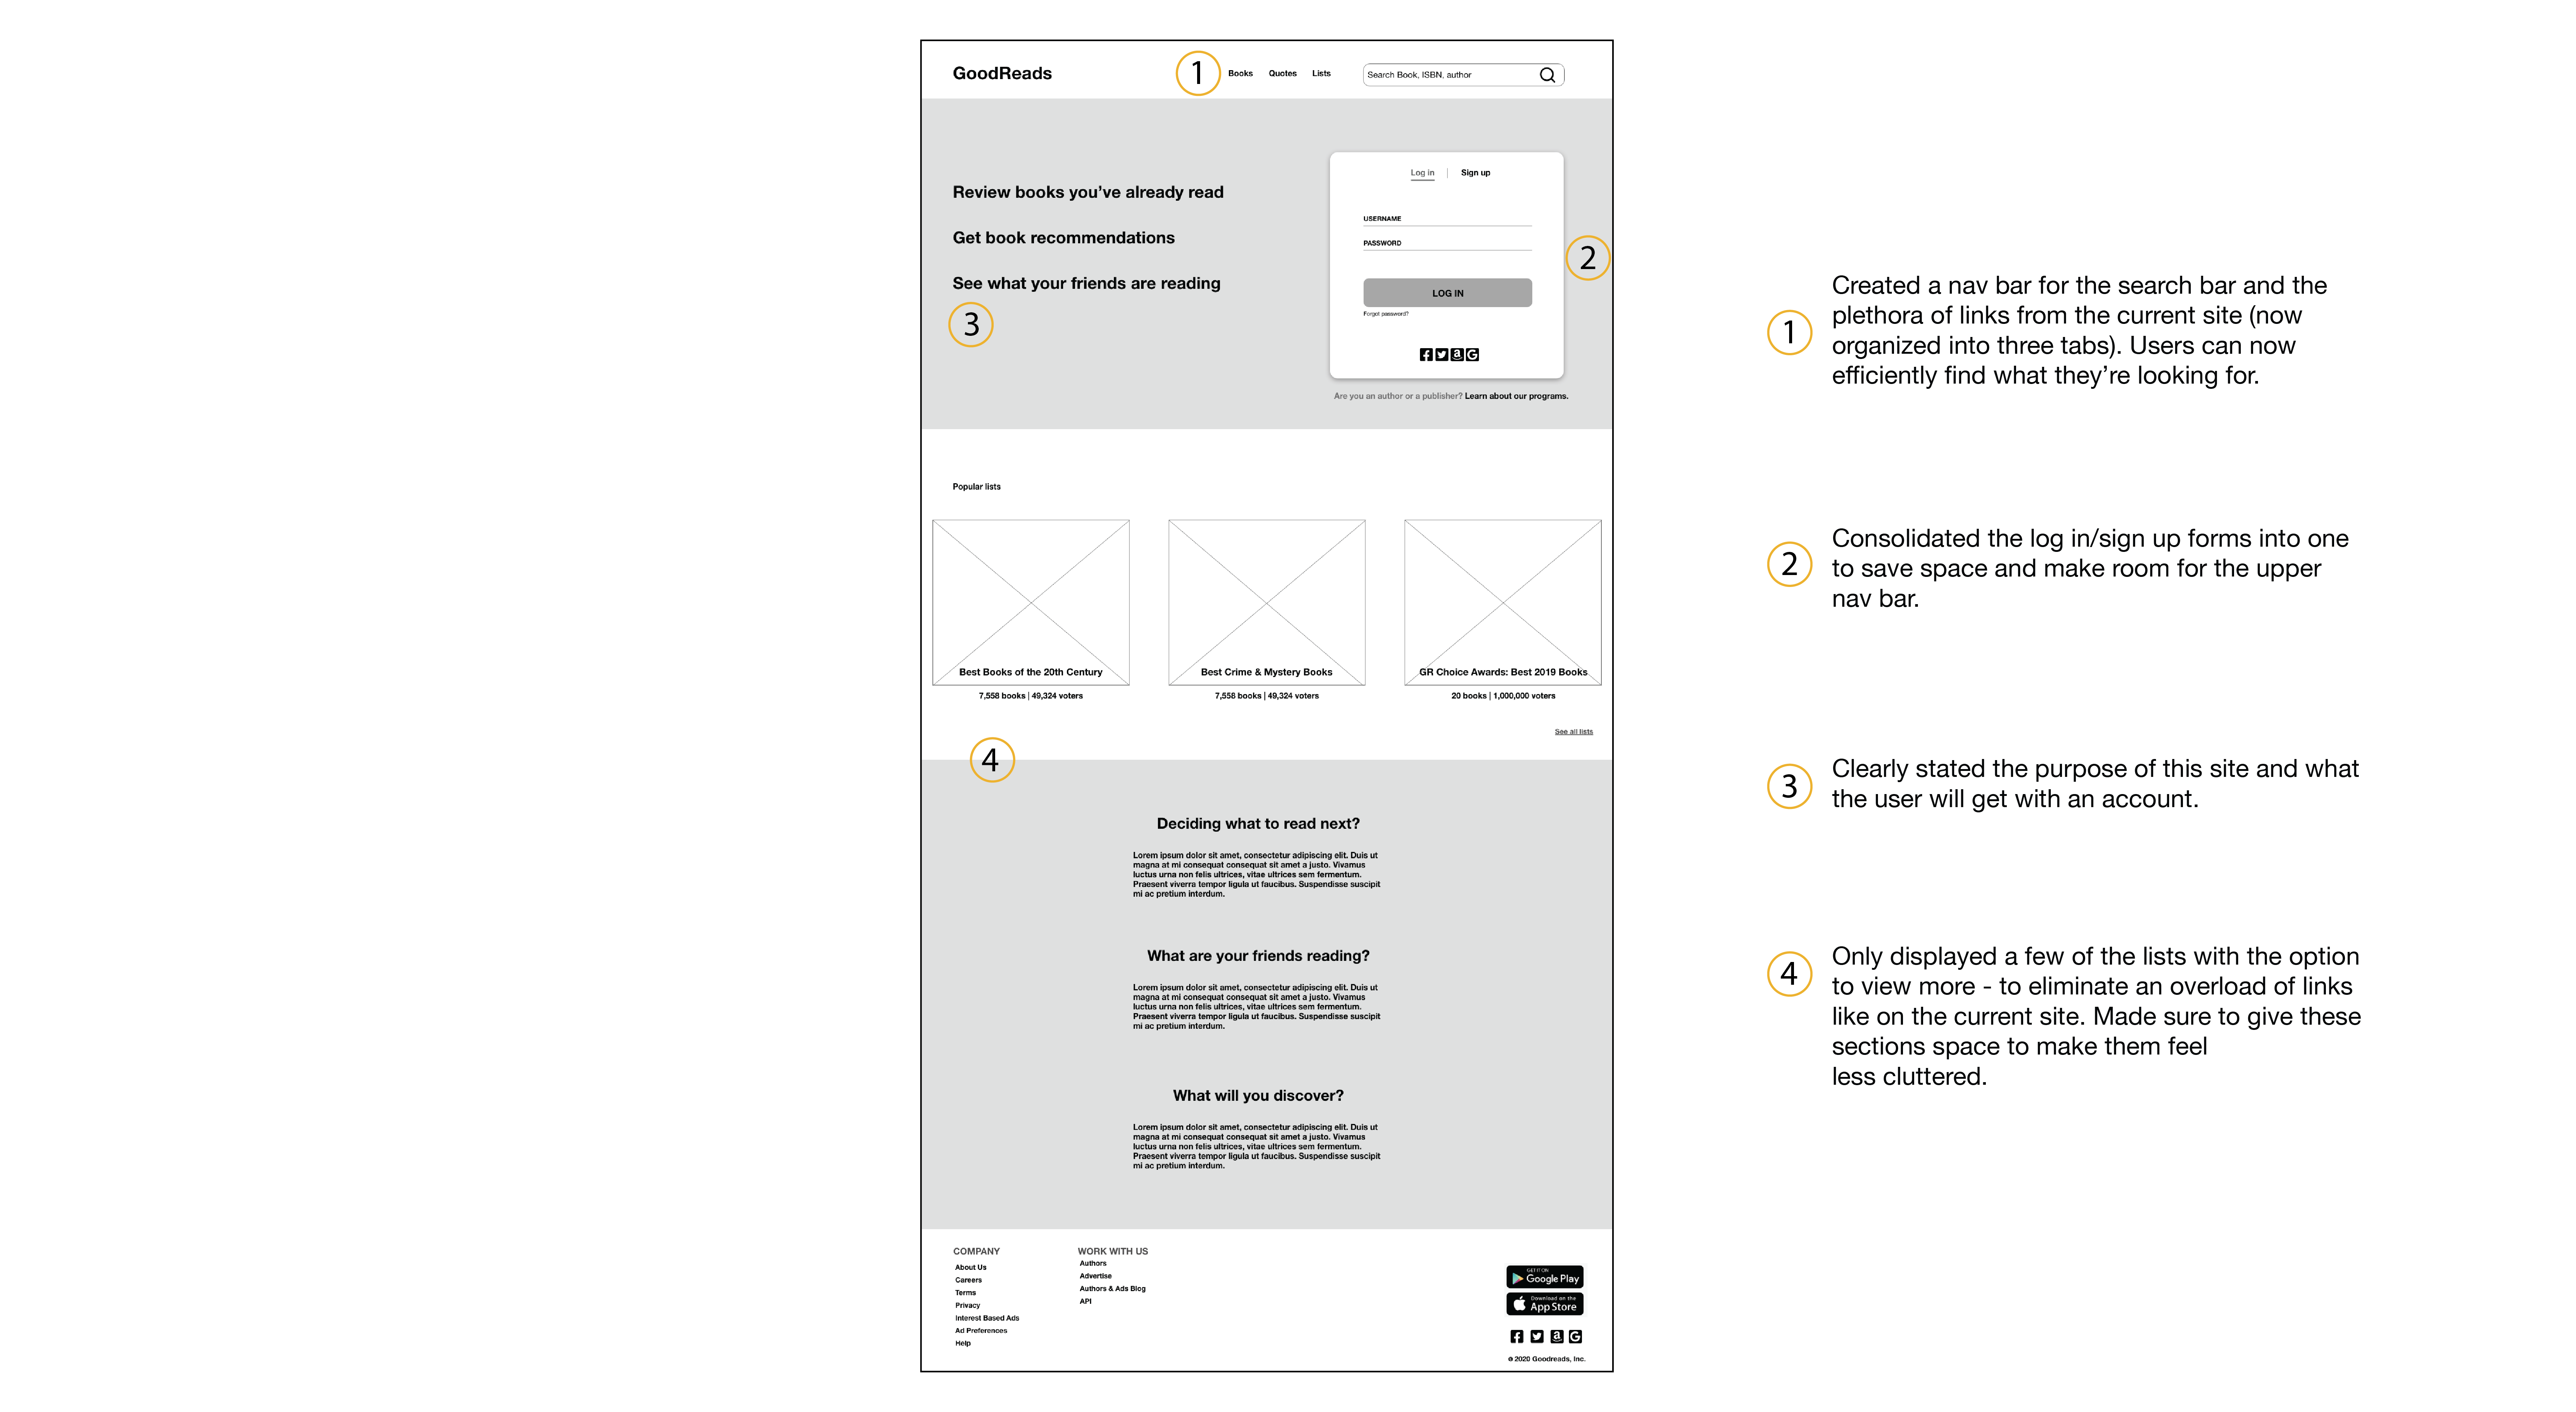 GoodReads
1
Books
Quotes
Lists
Search Book, ISBN, author
Review books you've already read
Get book recommendations
See what your friends are reading
3
Log in | Sign up
USERNAME
PASSWORD
LOG IN
Forgot password?
2
Are you an author or a publisher? Learn about our programs.
Popular lists
Best Books of the 20th Century
7,558 books | 49,324 voters
Best Crime & Mystery Books
7,558 books | 49,324 voters
GR Choice Awards: Best 2019 Books
20 books | 1,000,000 voters
See all lists
4
Deciding what to read next?
Lorem ipsum dolor sit amet, consectetur adipiscing elit. Duis ut
magna at mi consequat consequat sit amet a justo. Vivamus
luctus urna non felis ultrices, vitae ultrices sem fermentum.
Praesent viverra tempor ligula ut faucibus. Suspendisse suscipit
mi ac pretium interdum.
What are your friends reading?
Lorem ipsum dolor sit amet, consectetur adipiscing elit. Duis ut
magna at mi consequat consequat sit amet a justo. Vivamus
luctus urna non felis ultrices, vitae ultrices sem fermentum.
Praesent viverra tempor ligula ut faucibus. Suspendisse suscipit
mi ac pretium interdum.
What will you discover?
Lorem ipsum dolor sit amet, consectetur adipiscing elit. Duis ut
magna at mi consequat consequat sit amet a justo. Vivamus
luctus urna non felis ultrices, vitae ultrices sem fermentum.
Praesent viverra tempor ligula ut faucibus. Suspendisse suscipit
mi ac pretium interdum.
COMPANY
About Us
Careers
Terms
Privacy
Interest Based Ads
Ad Preferences
Help
WORK WITH US
Authors
Advertise
Authors & Ads Blog
API
GET IT ON
Google Play
Download on the
App Store
© 2020 Goodreads, Inc.
1
Created a nav bar for the search bar and the
plethora of links from the current site (now
organized into three tabs). Users can now
efficiently find what they're looking for.
2
Consolidated the log in/sign up forms into one
to save space and make room for the upper
nav bar.
3
Clearly stated the purpose of this site and what
the user will get with an account.
4
Only displayed a few of the lists with the option
to view more - to eliminate an overload of links
like on the current site. Made sure to give these
sections space to make them feel
less cluttered.